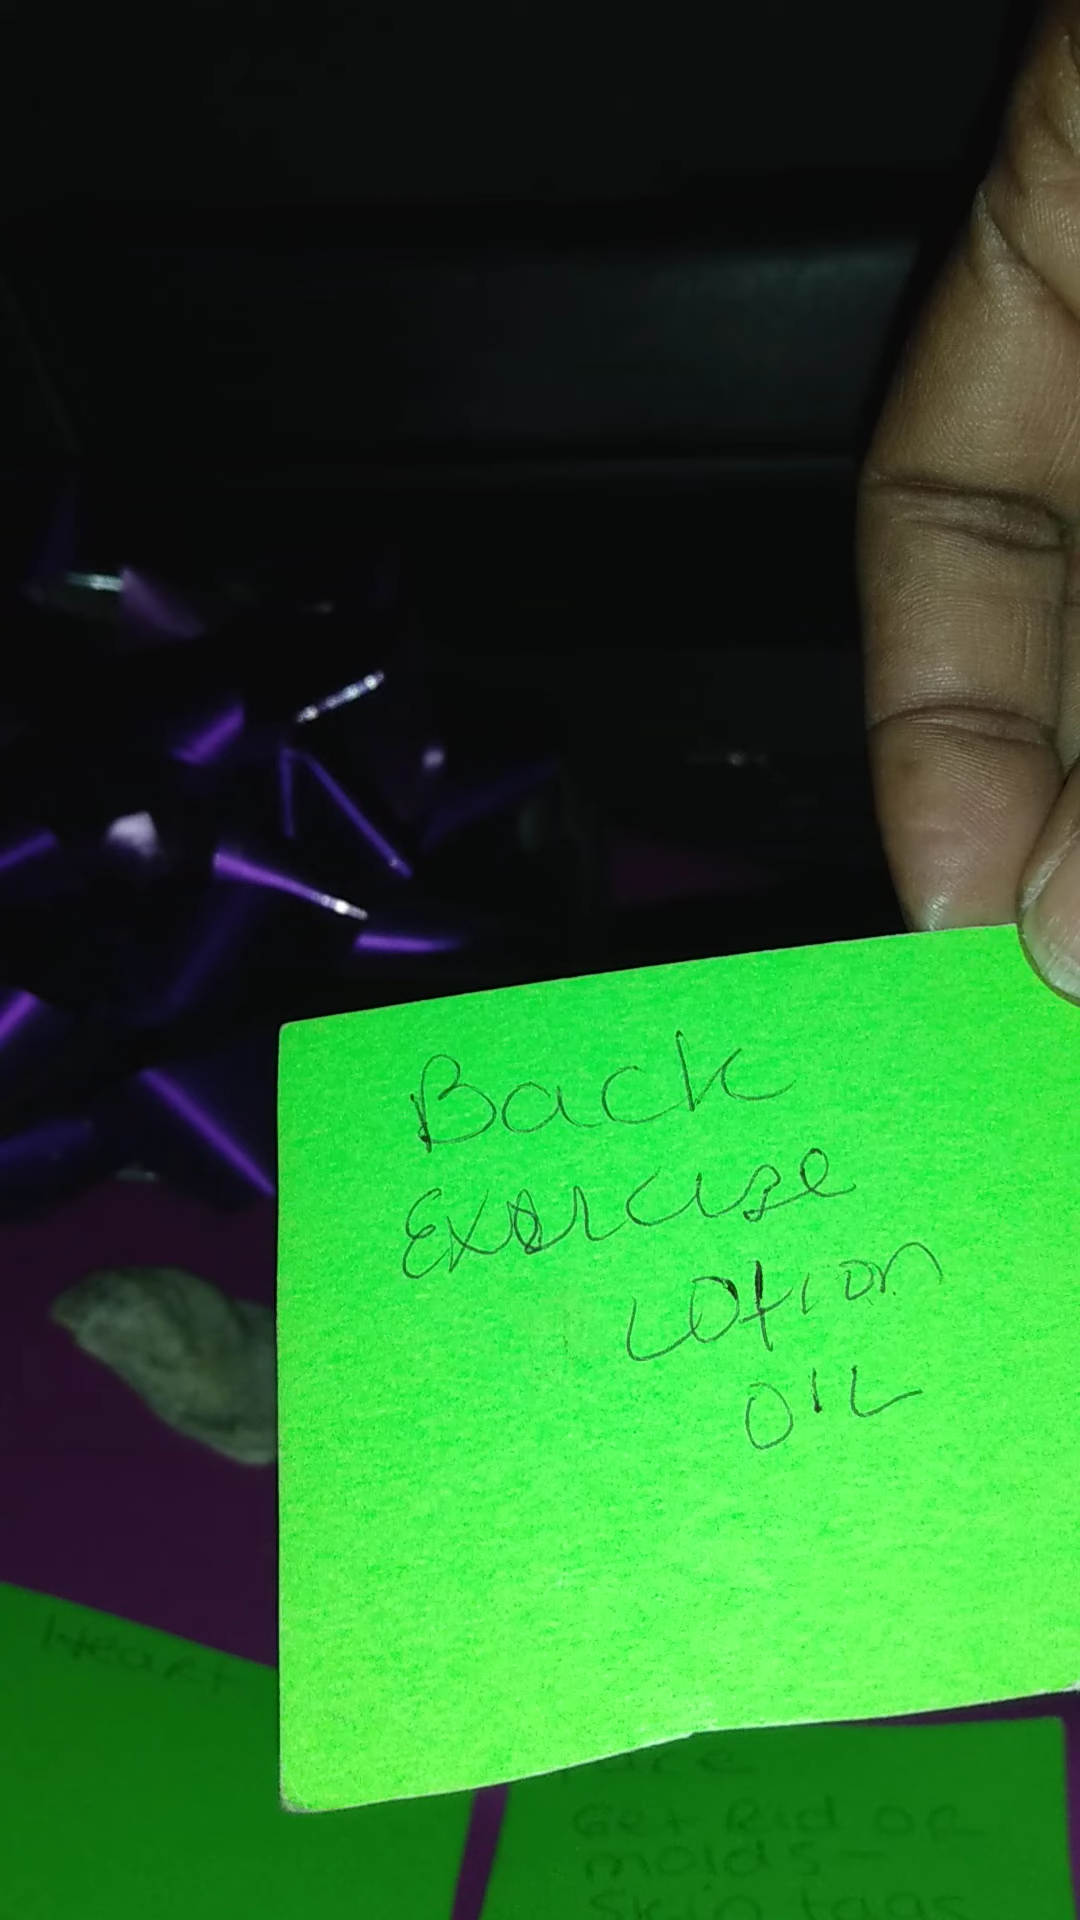 Back
Exercise
Lotion
OIL
Heart
Face
Get Rid OF
molds-
Skin tags